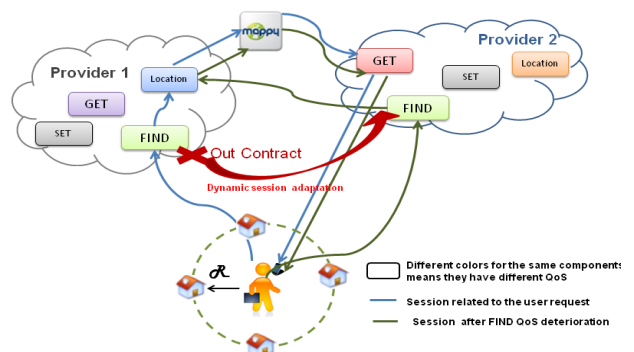 mappy
Provider 1
Provider 2
Location
GET
SET
FIND
GET
SET
Location
FIND
Out Contract
Dynamic session adaptation
R
Different colors for the same components
means they have different QoS
Session related to the user request
Session after FIND QoS deterioration